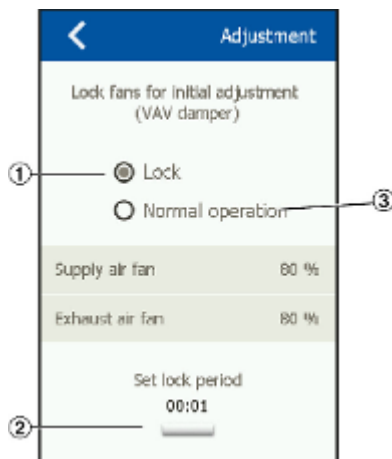 Adjustment
Lock fans for initial adjustment
(VAV damper)
1
Lock
3
Normal operation
Supply air fan 80 %
Exhaust air fan 80 %
Set lock period
00:01
2